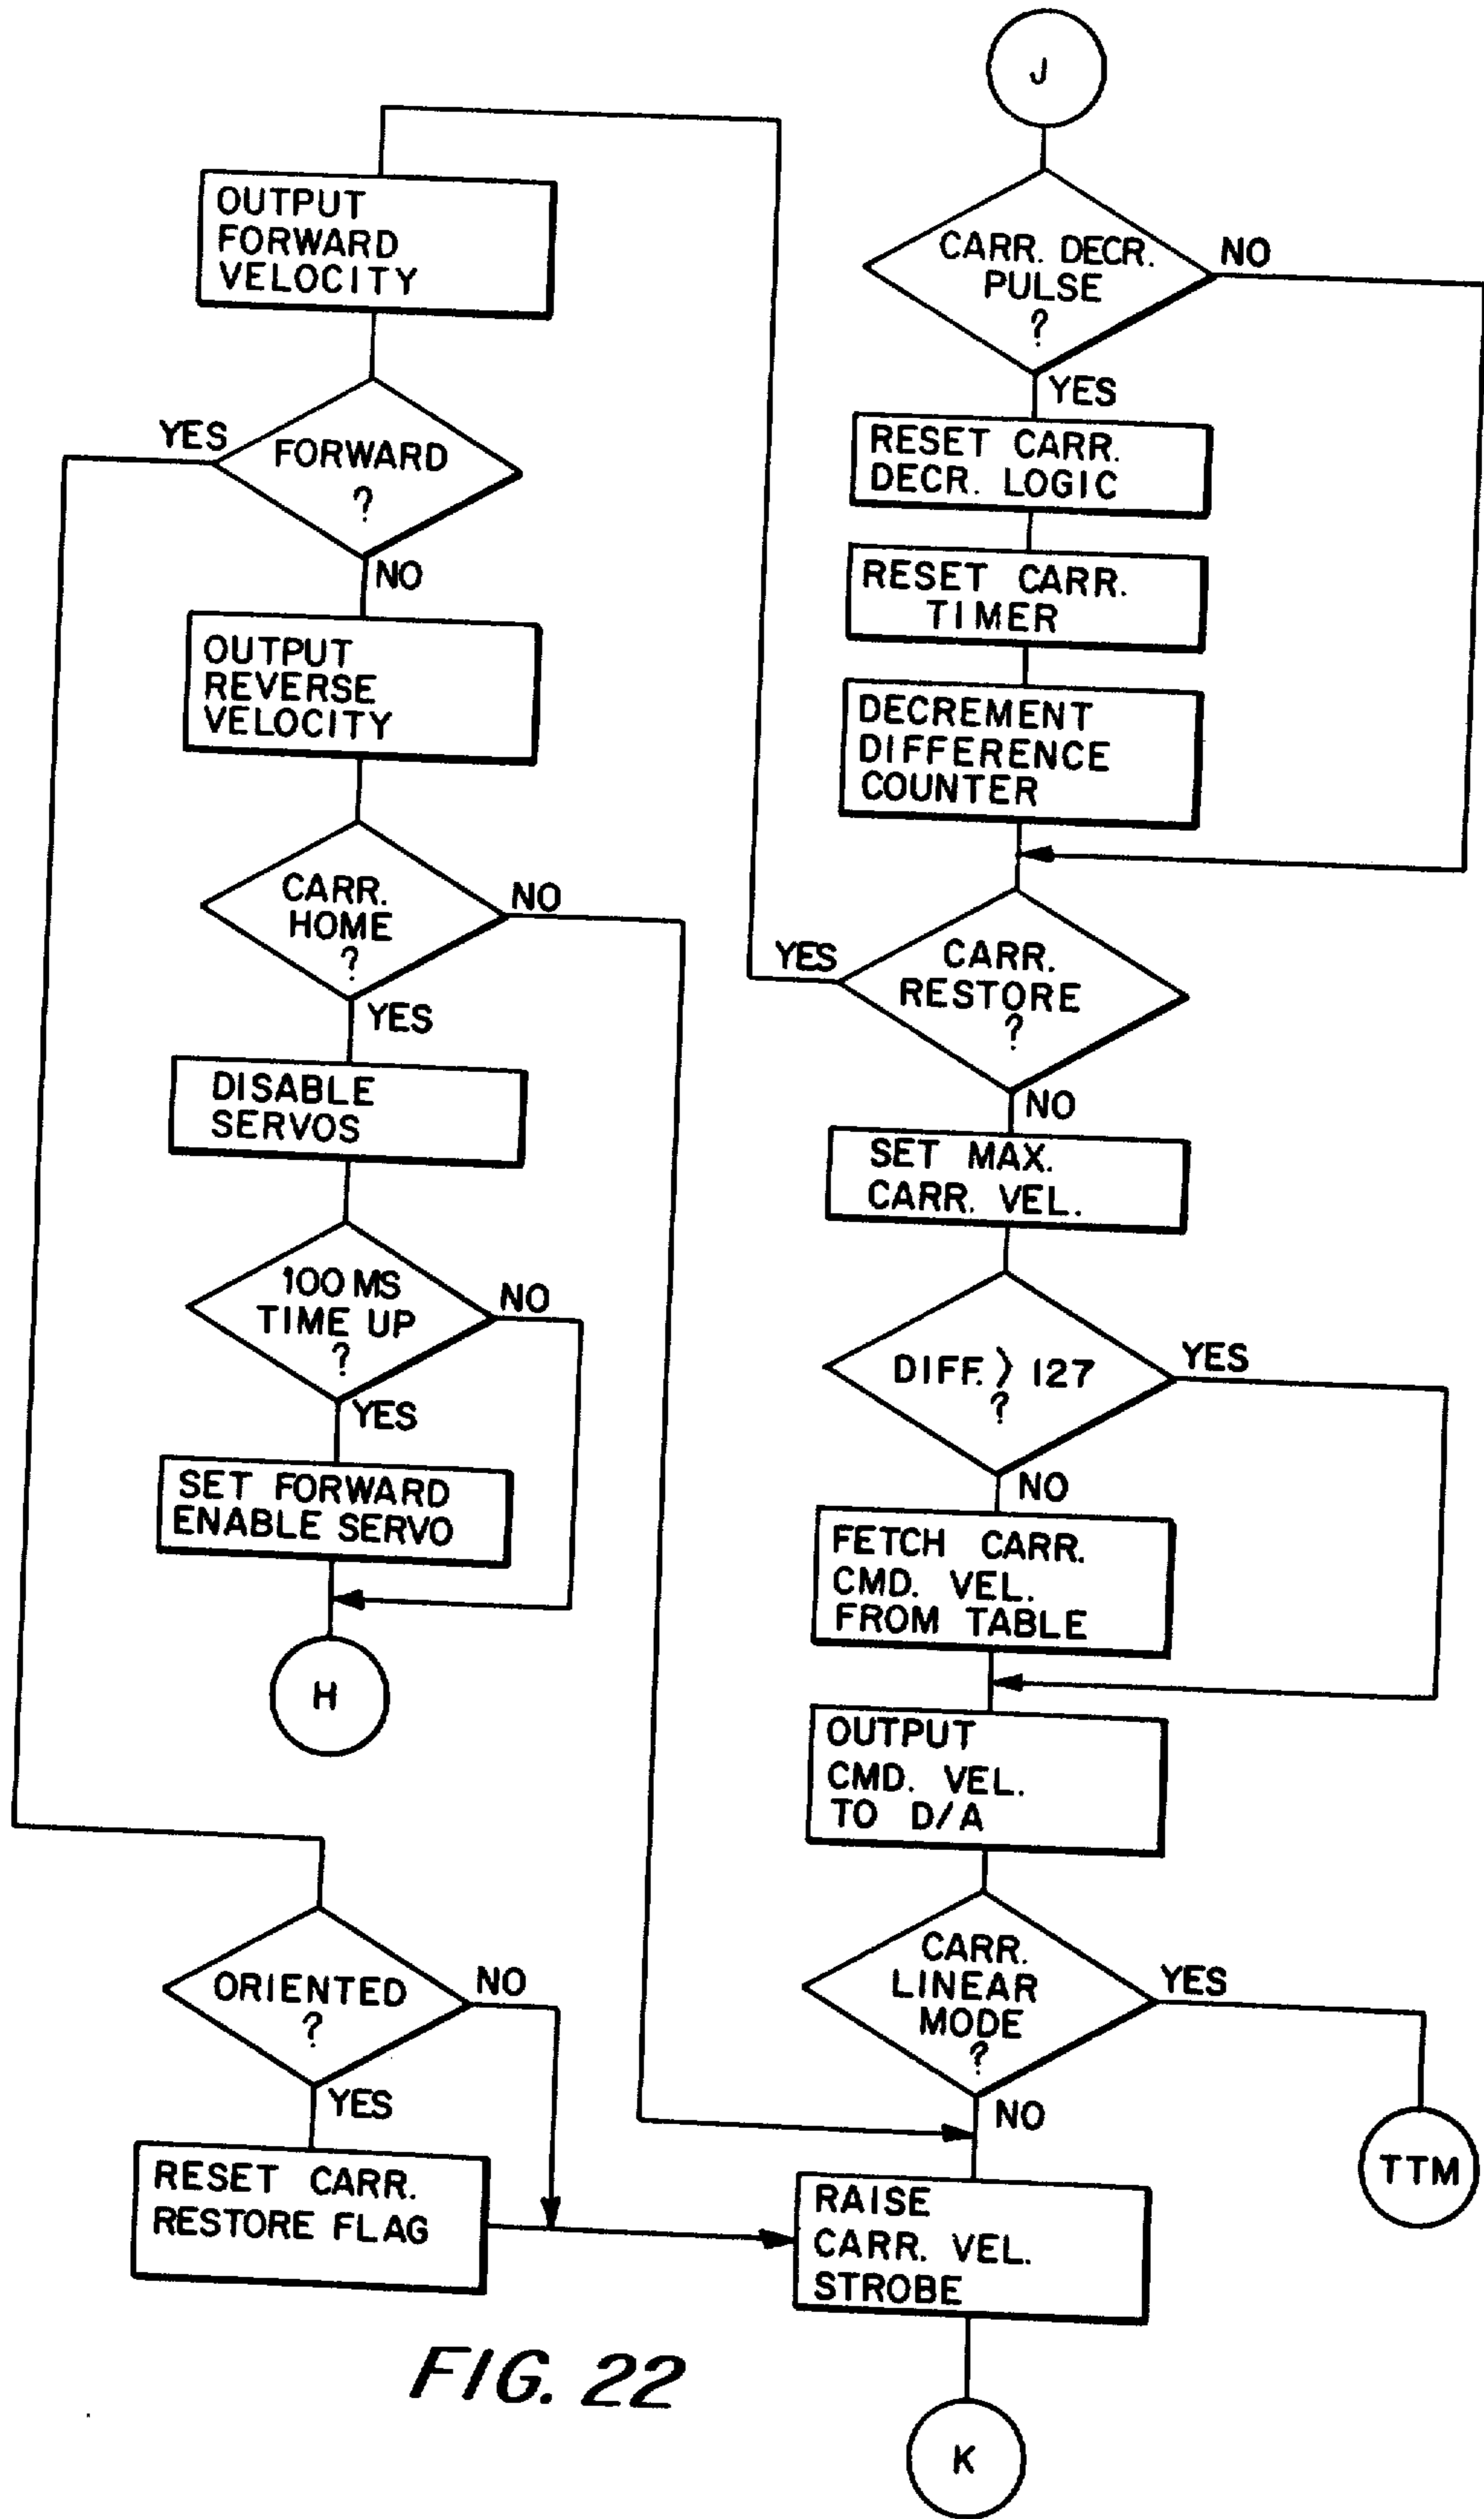 J
CARR. DECR.
PULSE
?
NO
YES
RESET CARR.
DECR. LOGIC
RESET CARR.
TIMER
DECREMENT
DIFFERENCE
COUNTER
CARR.
RESTORE
?
YES
NO
SET MAX.
CARR. VEL.
DIFF. > 127
?
YES
NO
FETCH CARR.
CMD. VEL.
FROM TABLE
OUTPUT
CMD. VEL.
TO D/A
CARR.
LINEAR
MODE
?
YES
NO
TTM
RAISE
CARR. VEL.
STROBE
K
OUTPUT
FORWARD
VELOCITY
FORWARD
?
YES
NO
OUTPUT
REVERSE
VELOCITY
CARR.
HOME
?
NO
YES
DISABLE
SERVOS
100 MS
TIME UP
?
NO
YES
SET FORWARD
ENABLE SERVO
H
ORIENTED
?
NO
YES
RESET CARR.
RESTORE FLAG
FIG. 22